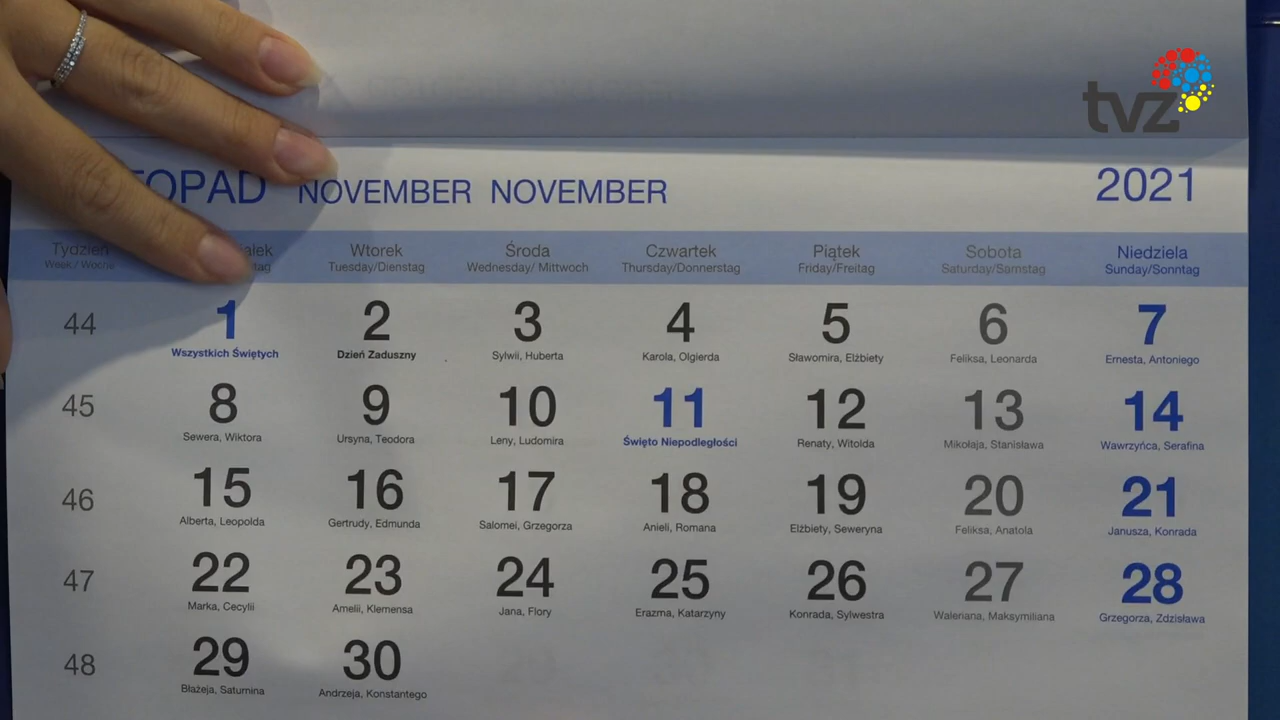 tvz
OPAD NOVEMBER NOVEMBER 2021
Tydzień Wtorek Środa Czwartek Piątek Sobota Niedziela
Week / Woche Tuesday/Dienstag Wednesday/ Mittwoch Thursday/Donnerstag Friday/Freitag Saturday/Samstag Sunday/Sonntag
44 1 2 3 4 5 6 7
Wszystkich Świętych Dzień Zaduszny Sylwii, Huberta Karola, Olgierda Sławomira, Elżbiety Feliksa, Leonarda Ernesta, Antoniego
45 8 9 10 11 12 13 14
Sewera, Wiktora Ursyna, Teodora Leny, Ludomira Święto Niepodległości Renaty, Witolda Mikołaja, Stanisława Wawrzyńca, Serafina
46 15 16 17 18 19 20 21
Alberta, Leopolda Gertrudy, Edmunda Salomei, Grzegorza Anieli, Romana Elżbiety, Seweryna Feliksa, Anatola Janusza, Konrada
47 22 23 24 25 26 27 28
Marka, Cecylii Amelii, Klemensa Jana, Flory Erazma, Katarzyny Konrada, Sylwestra Waleriana, Maksymiliana Grzegorza, Zdzisława
48 29 30
Błażeja, Saturnina Andrzeja, Konstantego